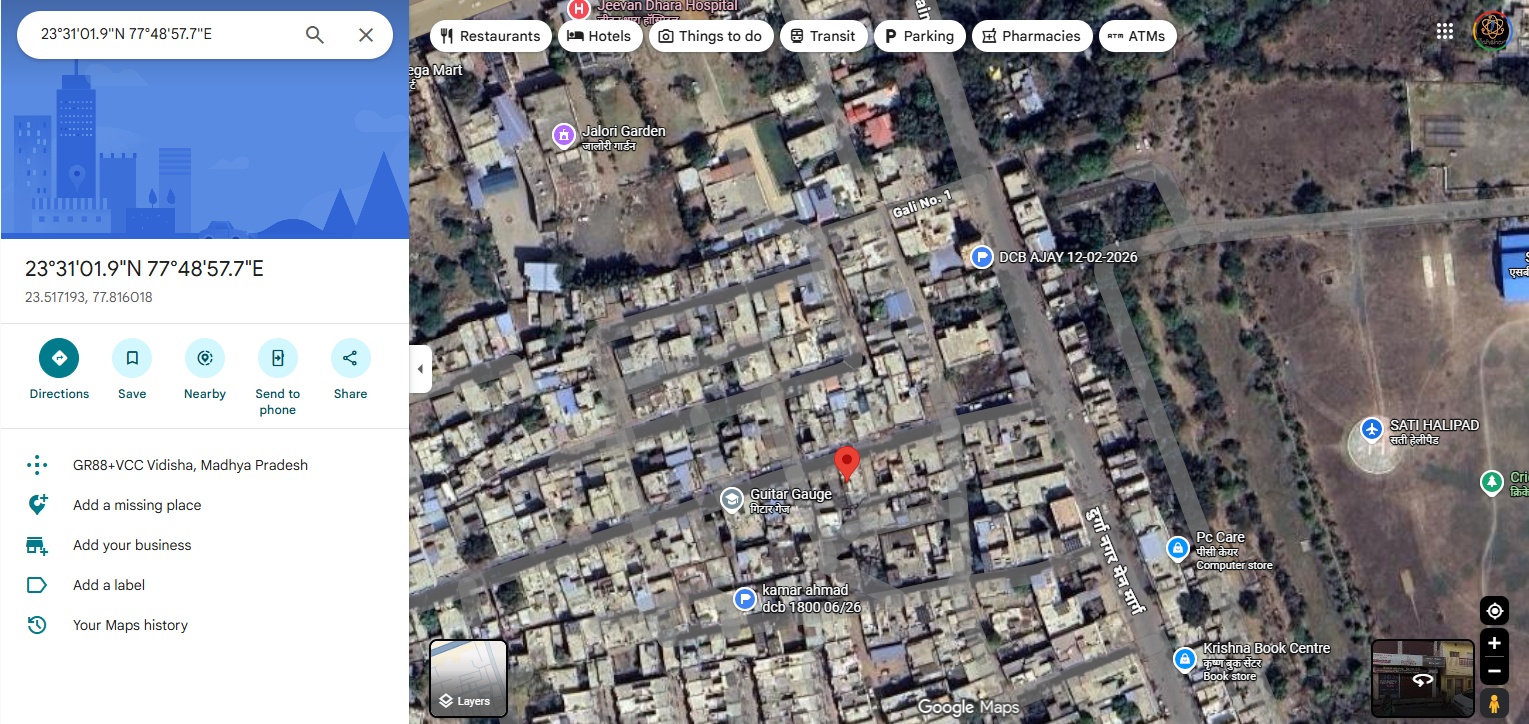 23°31'01.9"N 77°48'57.7"E
Restaurants
Hotels
Things to do
Transit
Parking
Pharmacies
ATM ATMs
23°31'01.9"N 77°48'57.7"E
23.517193, 77.816018
Directions
Save
Nearby
Send to
phone
Share
GR88+VCC Vidisha, Madhya Pradesh
Add a missing place
Add your business
Add a label
Your Maps history
H Jeevan Dhara Hospital
ega Mart
Jalori Garden
जालोरी गार्डन
Gali No. 1
P DCB AJAY 12-02-2026
SATI HALIPAD
सती हेलीपैड
Cri
Guitar Gauge
गिटार गेज
दुर्गा नगर मेन मार्ग
Pc Care
पीसी केयर
Computer store
P kamar ahmad
dcb 1800 06/26
Krishna Book Centre
कृष्ण बुक सेंटर
Book store
Layers
Google Maps